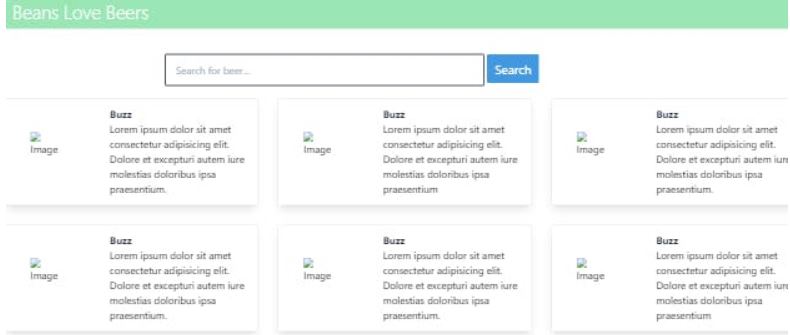 Beans Love Beers
Search for beer...
Search
Image
Buzz
Lorem ipsum dolor sit amet
consectetur adipisicing elit.
Dolore et excepturi autem iure
molestias doloribus ipsa
praesentium.
Image
Buzz
Lorem ipsum dolor sit amet
consectetur adipisicing elit.
Dolore et excepturi autem iure
molestias doloribus ipsa
praesentium
Image
Buzz
Lorem ipsum dolor sit amet
consectetur adipisicing elit.
Dolore et excepturi autem iure
molestias doloribus ipsa
praesentium.
Image
Buzz
Lorem ipsum dolor sit amet
consectetur adipisicing elit.
Dolore et excepturi autem iure
molestias doloribus ipsa
praesentium.
Image
Buzz
Lorem ipsum dolor sit amet
consectetur adipisicing elit.
Dolore et excepturi autem iure
molestias doloribus ipsa
praesentium.
Image
Buzz
Lorem ipsum dolor sit amet
consectetur adipisicing elit.
Dolore et excepturi autem iure
molestias doloribus ipsa
praesentium